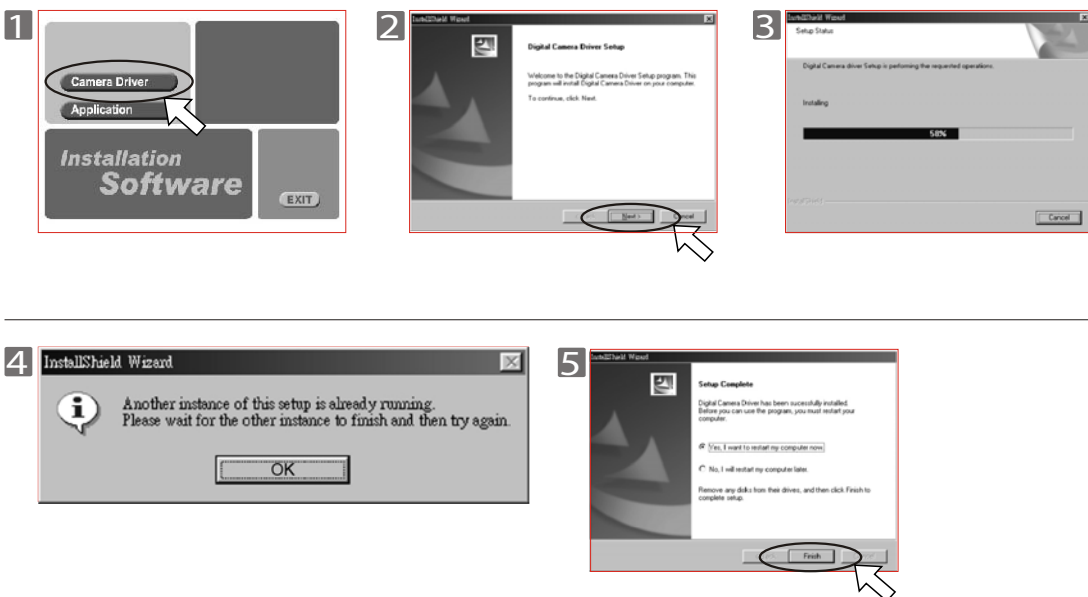 1
Camera Driver
Application
Installation
Software
EXIT
2
InstallShield Wizard
Digital Camera Driver Setup
Welcome to the Digital Camera Driver Setup program. This
program will install Digital Camera Driver on your computer.
To continue, click Next.
Next >
Cancel
3
InstallShield Wizard
Setup Status
Digital Camera driver Setup is performing the requested operations.
Installing
58%
InstallShield
Cancel
4
InstallShield Wizard
Another instance of this setup is already running.
Please wait for the other instance to finish and then try again.
OK
5
InstallShield Wizard
Setup Complete
Digital Camera Driver has been sucessfully installed.
Before you can use the program, you must restart your
computer.
Yes, I want to restart my computer now.
No, I will restart my computer later.
Remove any disks from their drives, and then click Finish to
complete setup.
Finish